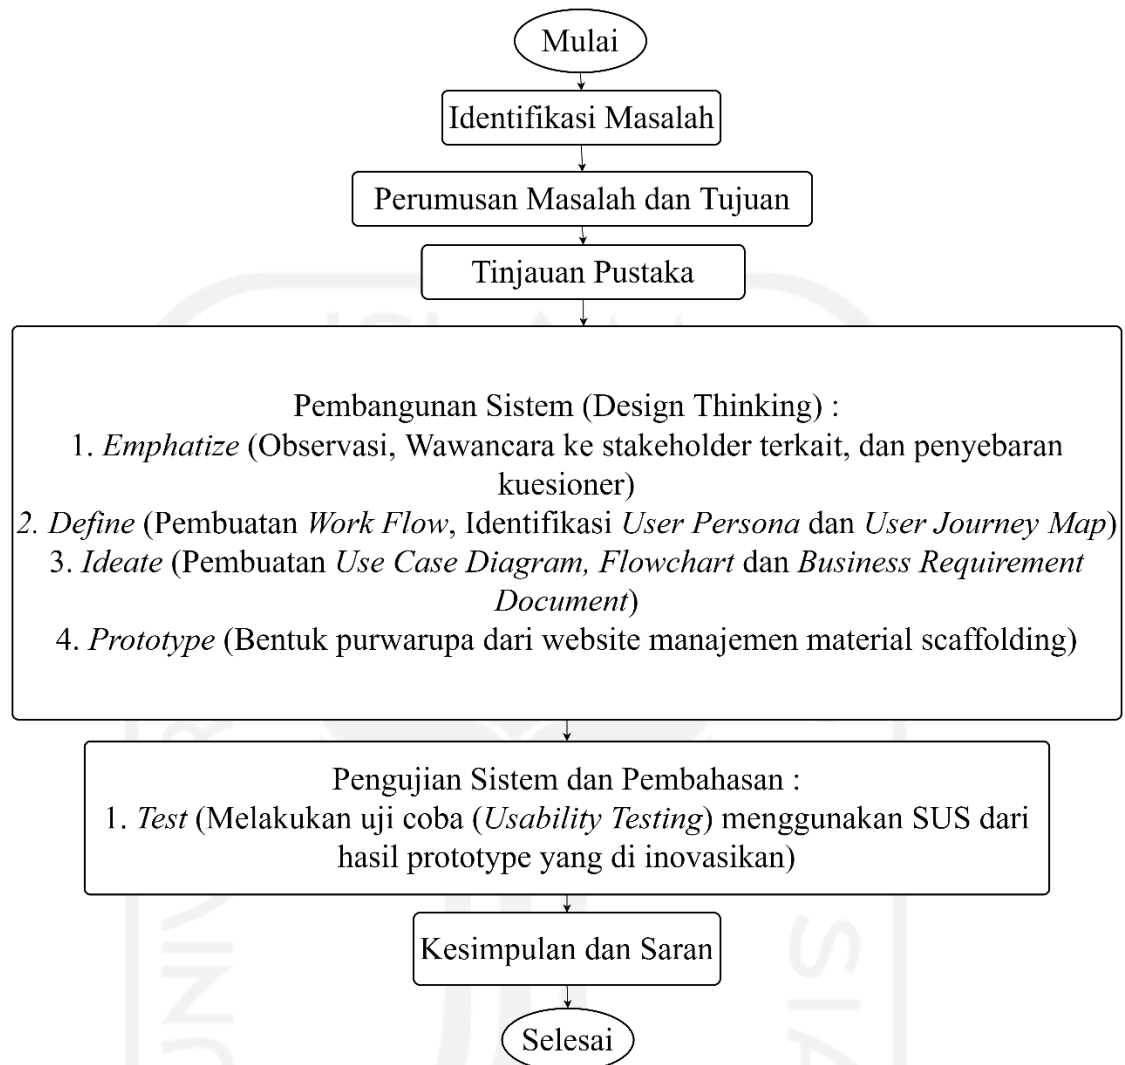 Mulai
Identifikasi Masalah
Perumusan Masalah dan Tujuan
Tinjauan Pustaka
Pembangunan Sistem (Design Thinking) :
1. Emphatize (Observasi, Wawancara ke stakeholder terkait, dan penyebaran
kuesioner)
2. Define (Pembuatan Work Flow, Identifikasi User Persona dan User Journey Map)
3. Ideate (Pembuatan Use Case Diagram, Flowchart dan Business Requirement
Document)
4. Prototype (Bentuk purwarupa dari website manajemen material scaffolding)
Pengujian Sistem dan Pembahasan :
1. Test (Melakukan uji coba (Usability Testing) menggunakan SUS dari
hasil prototype yang di inovasikan)
Kesimpulan dan Saran
Selesai